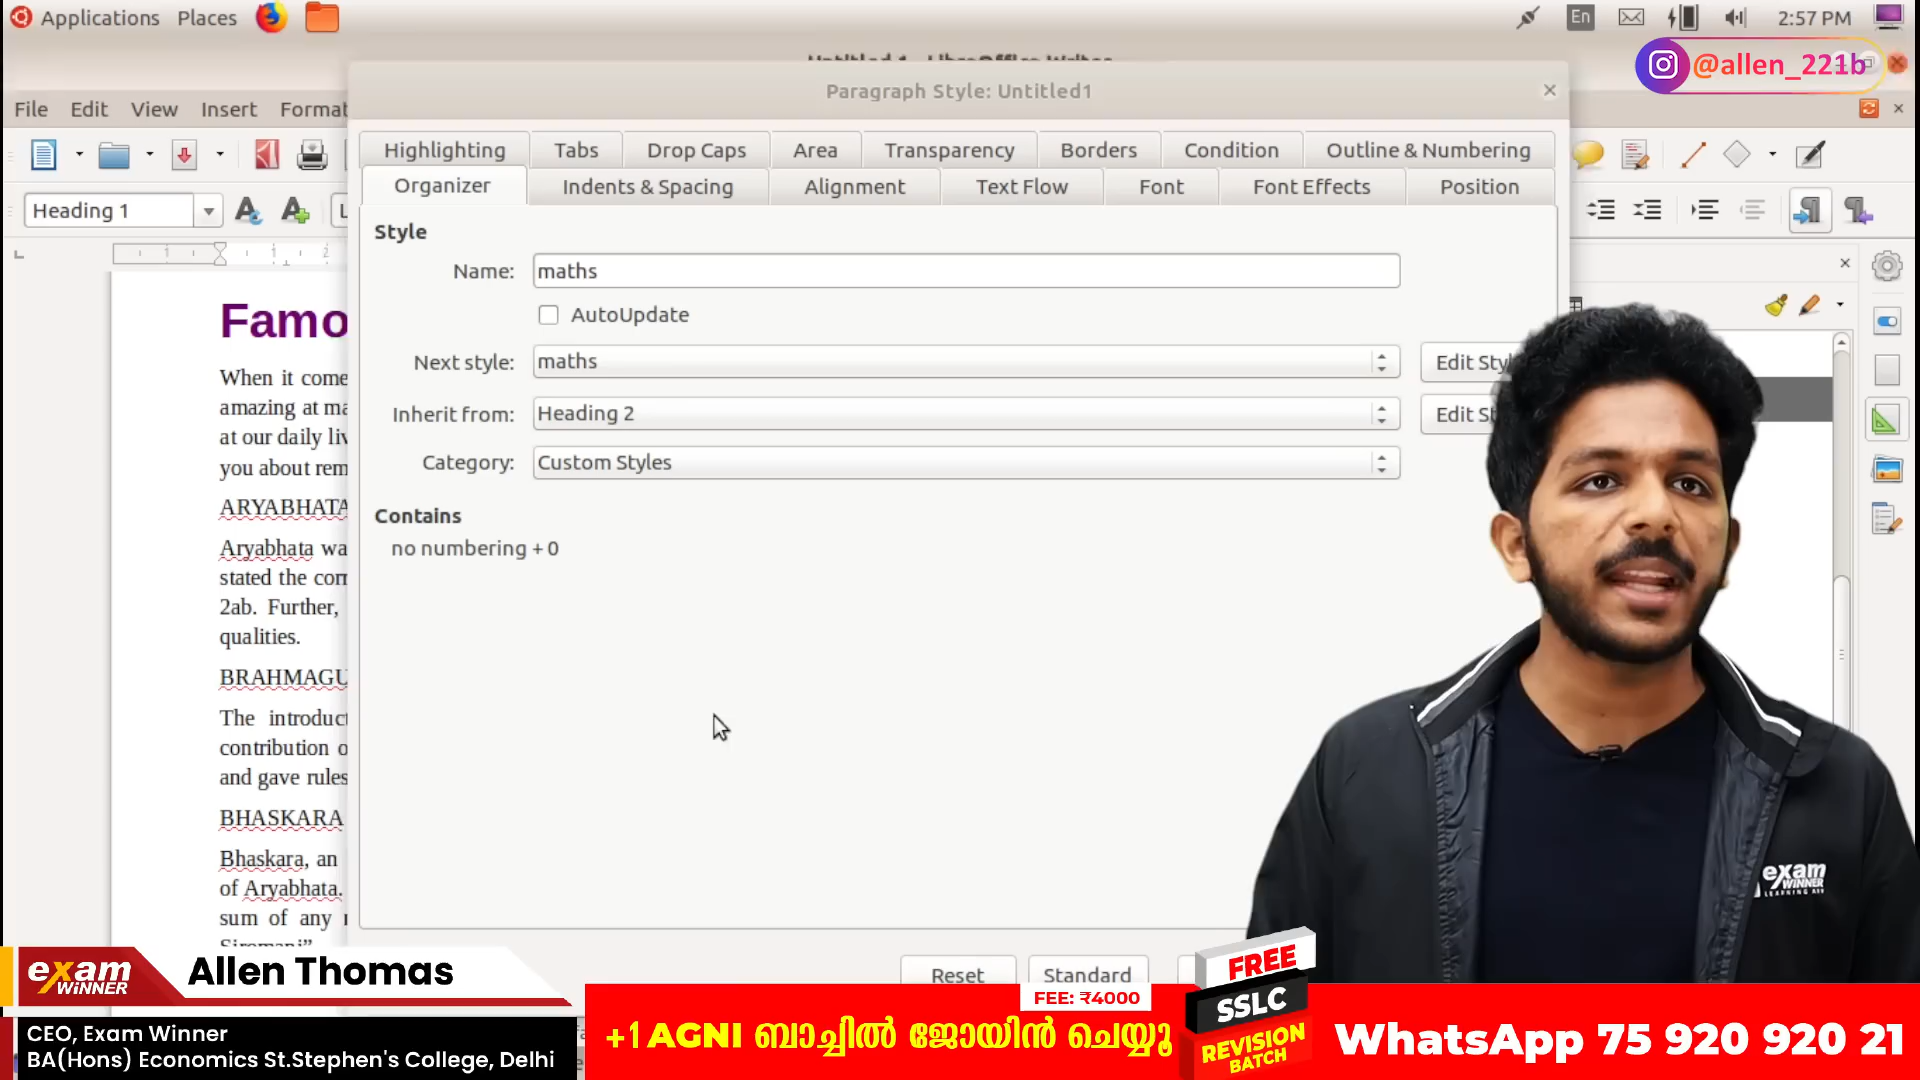 Applications Places
En
2:57 PM
@allen_221b
Paragraph Style: Untitled1
File Edit View Insert Format
Highlighting Tabs Drop Caps Area Transparency Borders Condition Outline & Numbering
Organizer Indents & Spacing Alignment Text Flow Font Font Effects Position
Heading 1
Style
Name: maths
AutoUpdate
Next style: maths
Edit Sty
Inherit from: Heading 2
Edit St
Category: Custom Styles
Contains
no numbering + 0
Famo
When it come
amazing at ma
at our daily liv
you about rem
ARYABHATA
Aryabhata wa
stated the corr
2ab. Further,
qualities.
BRAHMAGU
The introduct
contribution o
and gave rules
BHASKARA
Bhaskara, an
of Aryabhata.
sum of any
Reset Standard
exam WiNNER
LEARNING APP
exam WiNNER
Allen Thomas
CEO, Exam Winner
BA(Hons) Economics St.Stephen's College, Delhi
FEE: ₹4000
+1 AGNI ബാച്ചിൽ ജോയിൻ ചെയ്യൂ
FREE
SSLC
REVISION
BATCH
WhatsApp 75 920 920 21